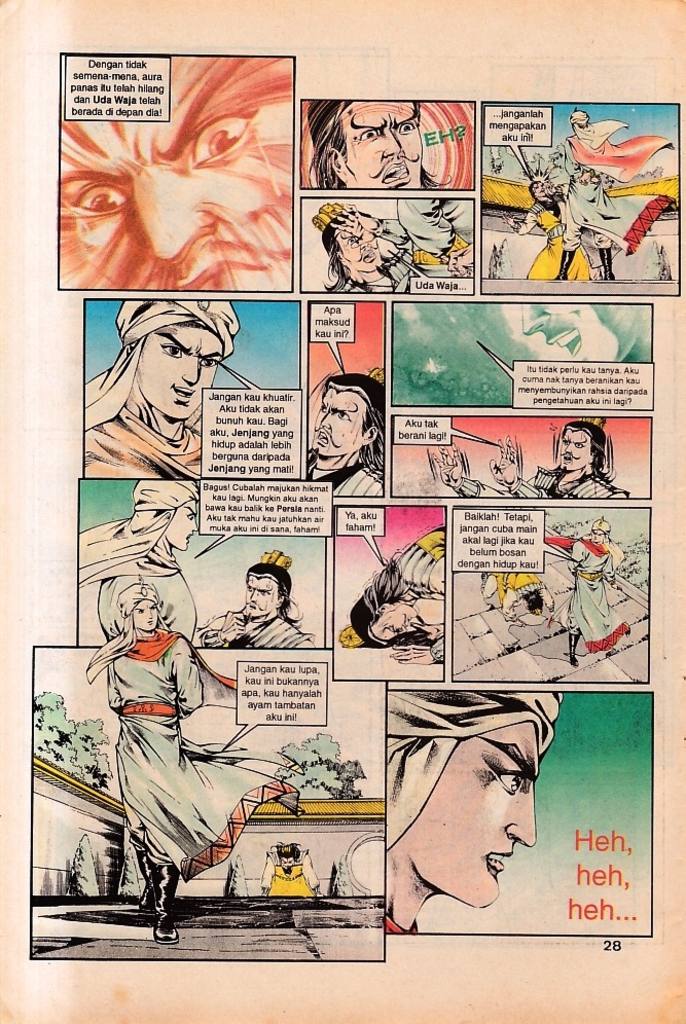 Dengan tidak
semena-mena, aura
panas itu telah hilang
dan Uda Waja telah
berada di depan dia!
EH?
Uda Waja...
...janganlah
mengapakan
aku ini!
Jangan kau khuatir.
Aku tidak akan
bunuh kau. Bagi
aku, Jenjang yang
hidup adalah lebih
berguna daripada
Jenjang yang mati!
Apa
maksud
kau ini?
Itu tidak perlu kau tanya. Aku
cuma nak tanya beranikan kau
menyembunyikan rahsia daripada
pengetahuan aku ini lagi?
Aku tak
berani lagi!
Bagus! Cubalah majukan hikmat
kau lagi. Mungkin aku akan
bawa kau balik ke Persia nanti.
Aku tak mahu kau jatuhkan air
muka aku ini di sana, faham!
Ya, aku
faham!
Baiklah! Tetapi,
jangan cuba main
akal lagi jika kau
belum bosan
dengan hidup kau!
Jangan kau lupa,
kau ini bukannya
apa, kau hanyalah
ayam tambatan
aku ini!
Heh,
heh,
heh...
28